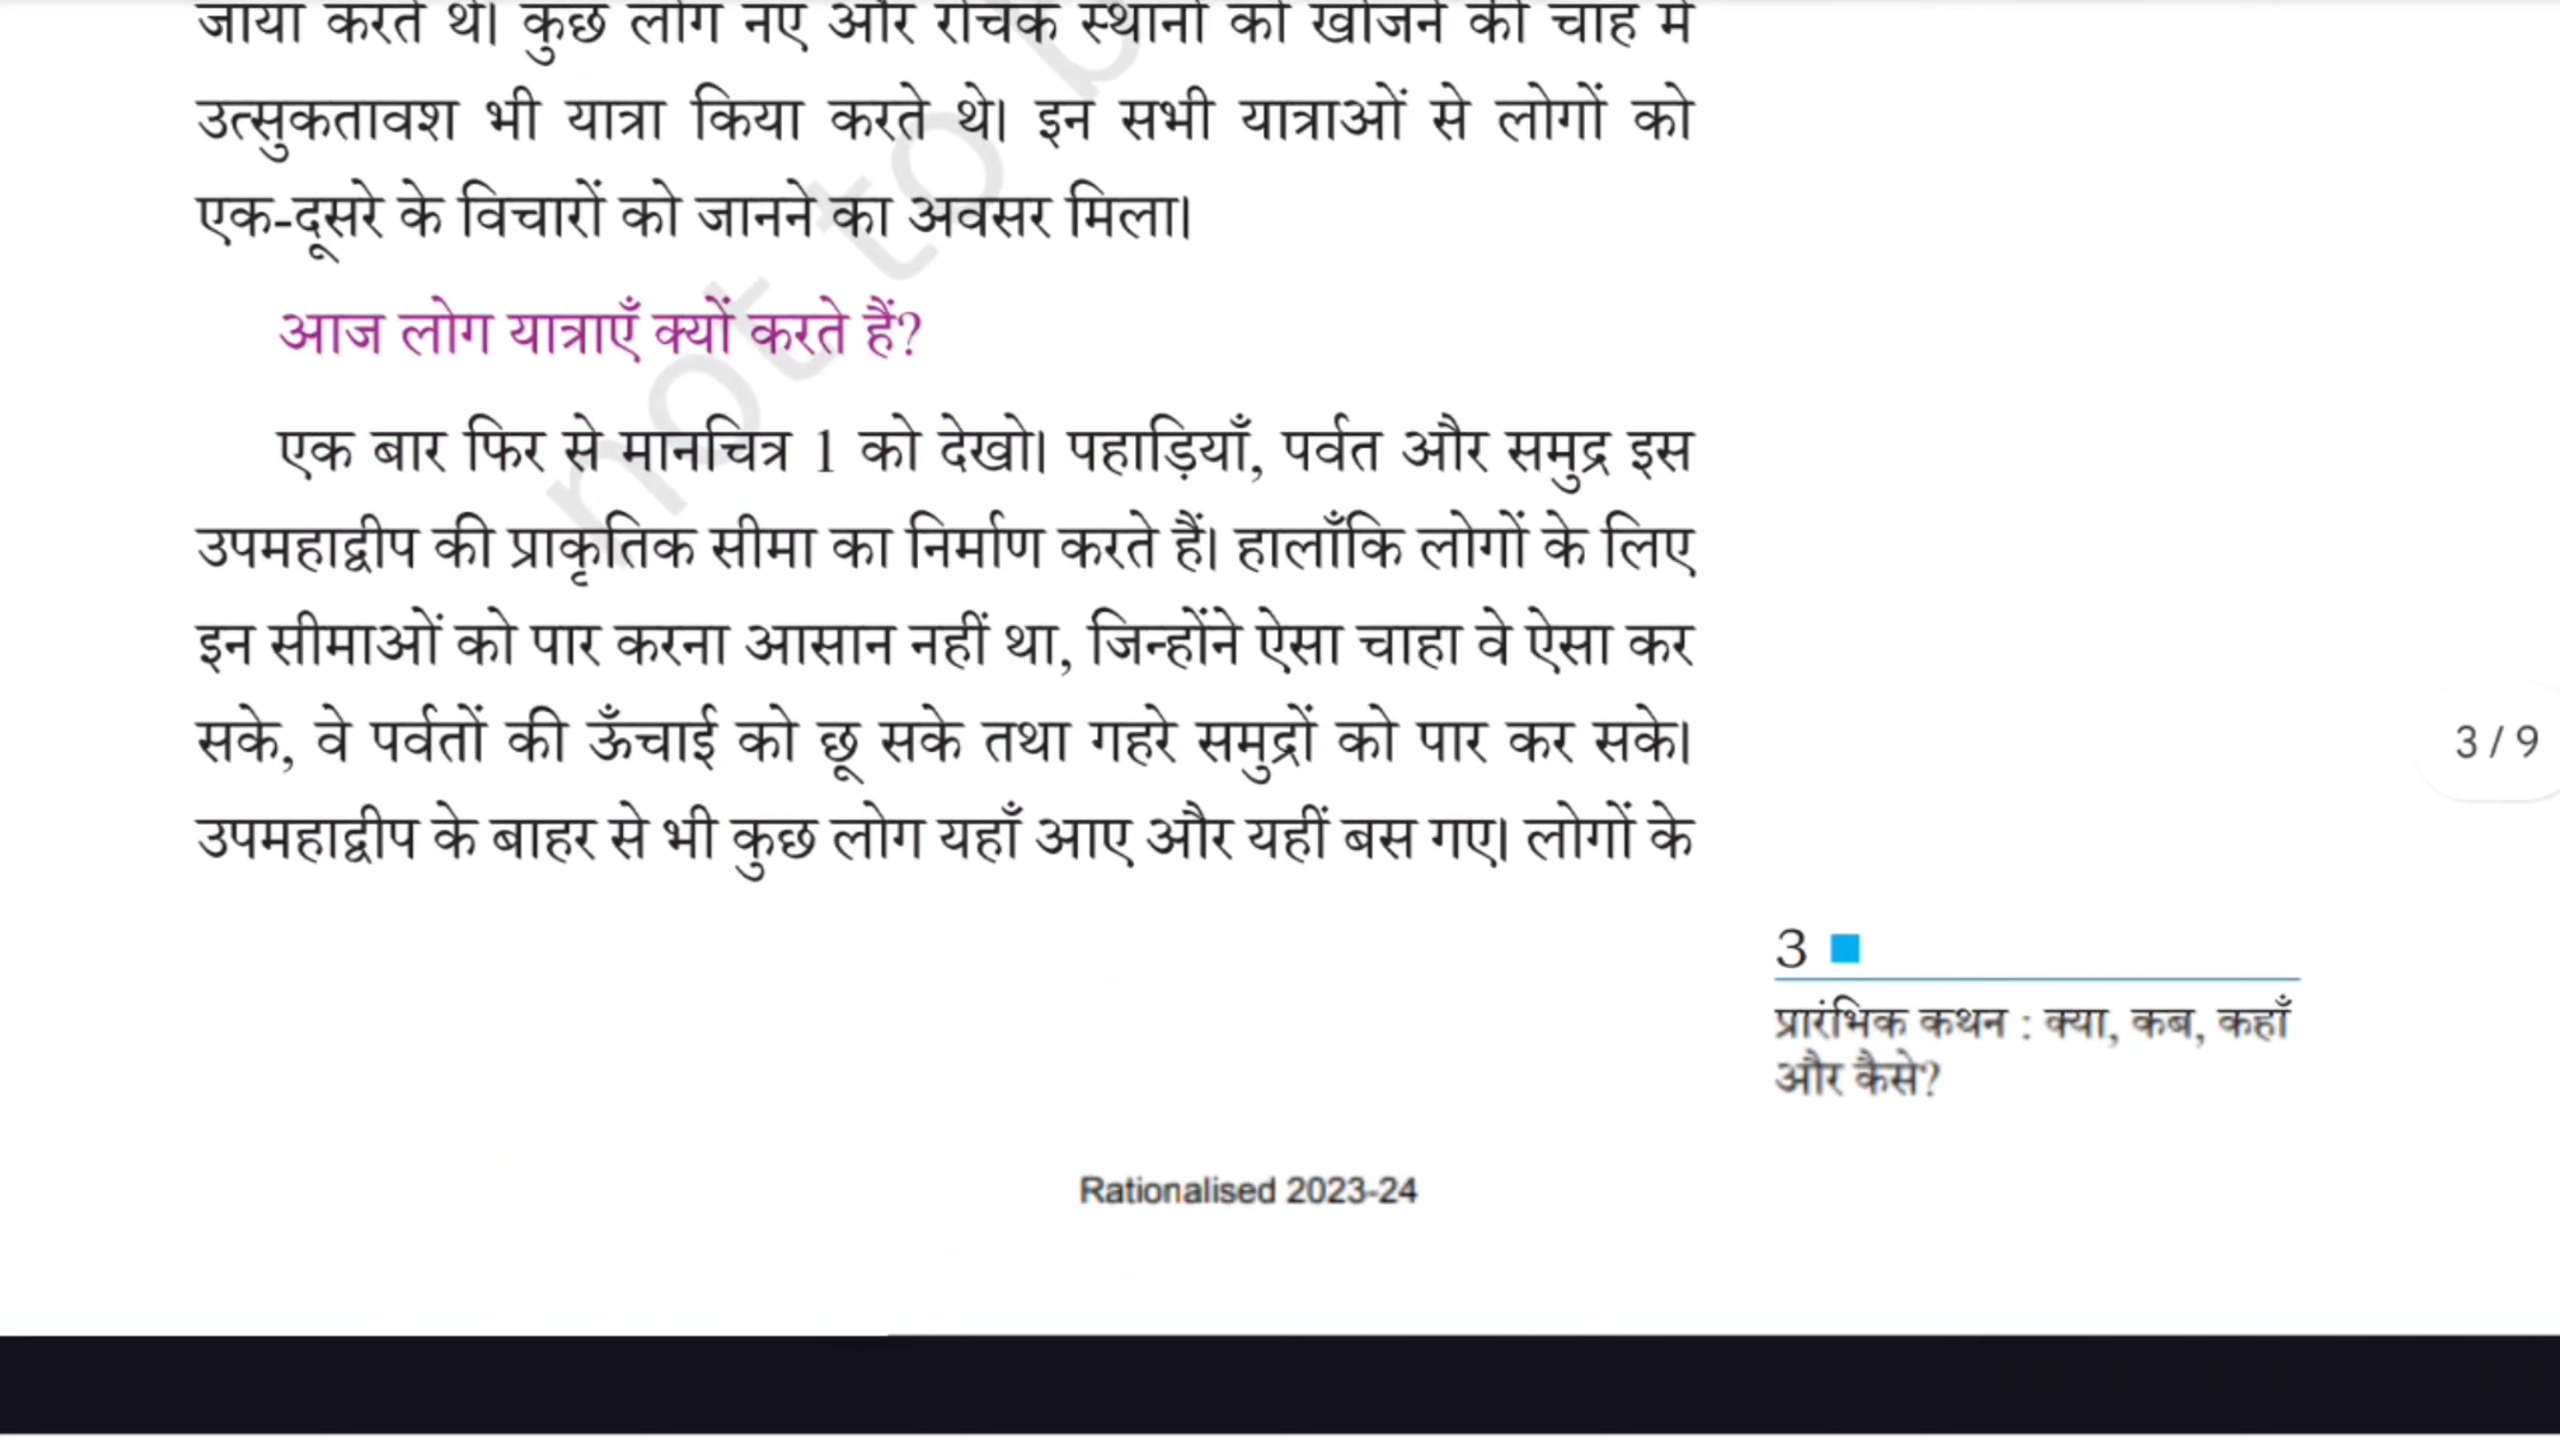 जाया करते थे। कुछ लोग नए और रोचक स्थानों को खोजने की चाह में
उत्सुकतावश भी यात्रा किया करते थे। इन सभी यात्राओं से लोगों को
एक-दूसरे के विचारों को जानने का अवसर मिला।
आज लोग यात्राएँ क्यों करते हैं?
एक बार फिर से मानचित्र 1 को देखो। पहाड़ियाँ, पर्वत और समुद्र इस
उपमहाद्वीप की प्राकृतिक सीमा का निर्माण करते हैं। हालाँकि लोगों के लिए
इन सीमाओं को पार करना आसान नहीं था, जिन्होंने ऐसा चाहा वे ऐसा कर
सके, वे पर्वतों की ऊँचाई को छू सके तथा गहरे समुद्रों को पार कर सके।
उपमहाद्वीप के बाहर से भी कुछ लोग यहाँ आए और यहीं बस गए। लोगों के
not to b
3 / 9
3
प्रारंभिक कथन : क्या, कब, कहाँ
और कैसे?
Rationalised 2023-24